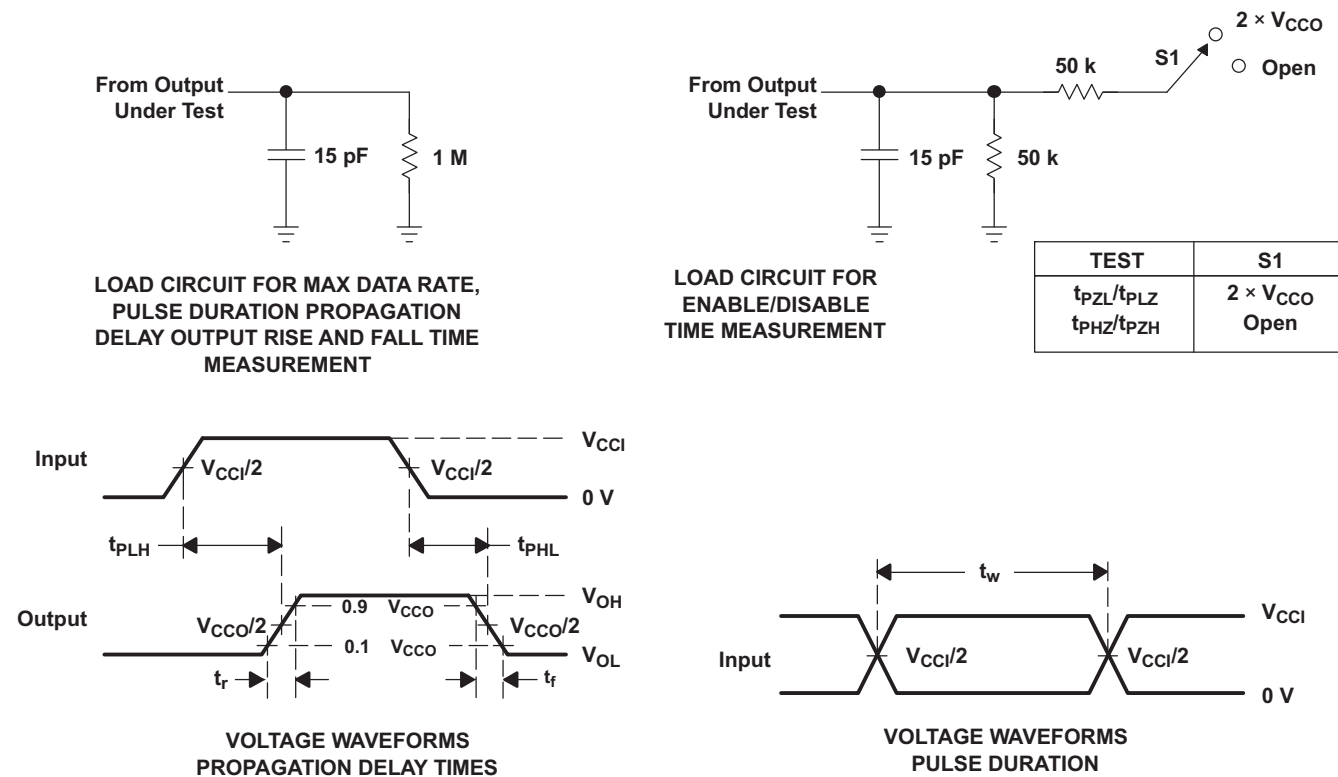 From Output
Under Test
15 pF
1 M
LOAD CIRCUIT FOR MAX DATA RATE,
PULSE DURATION PROPAGATION
DELAY OUTPUT RISE AND FALL TIME
MEASUREMENT
From Output
Under Test
15 pF
50 k
50 k
S1
2 × VCCO
Open
LOAD CIRCUIT FOR
ENABLE/DISABLE
TIME MEASUREMENT
TEST S1
tPZL/tPLZ 2 × VCCO
tPHZ/tPZH Open
Input
VCCI/2
VCCI/2
VCCI
0 V
tPLH
tPHL
Output
VCCO/2
0.9 VCCO
0.1 VCCO
VCCO/2
VOH
VOL
tr
tf
VOLTAGE WAVEFORMS
PROPAGATION DELAY TIMES
tw
Input
VCCI/2
VCCI/2
VCCI
0 V
VOLTAGE WAVEFORMS
PULSE DURATION